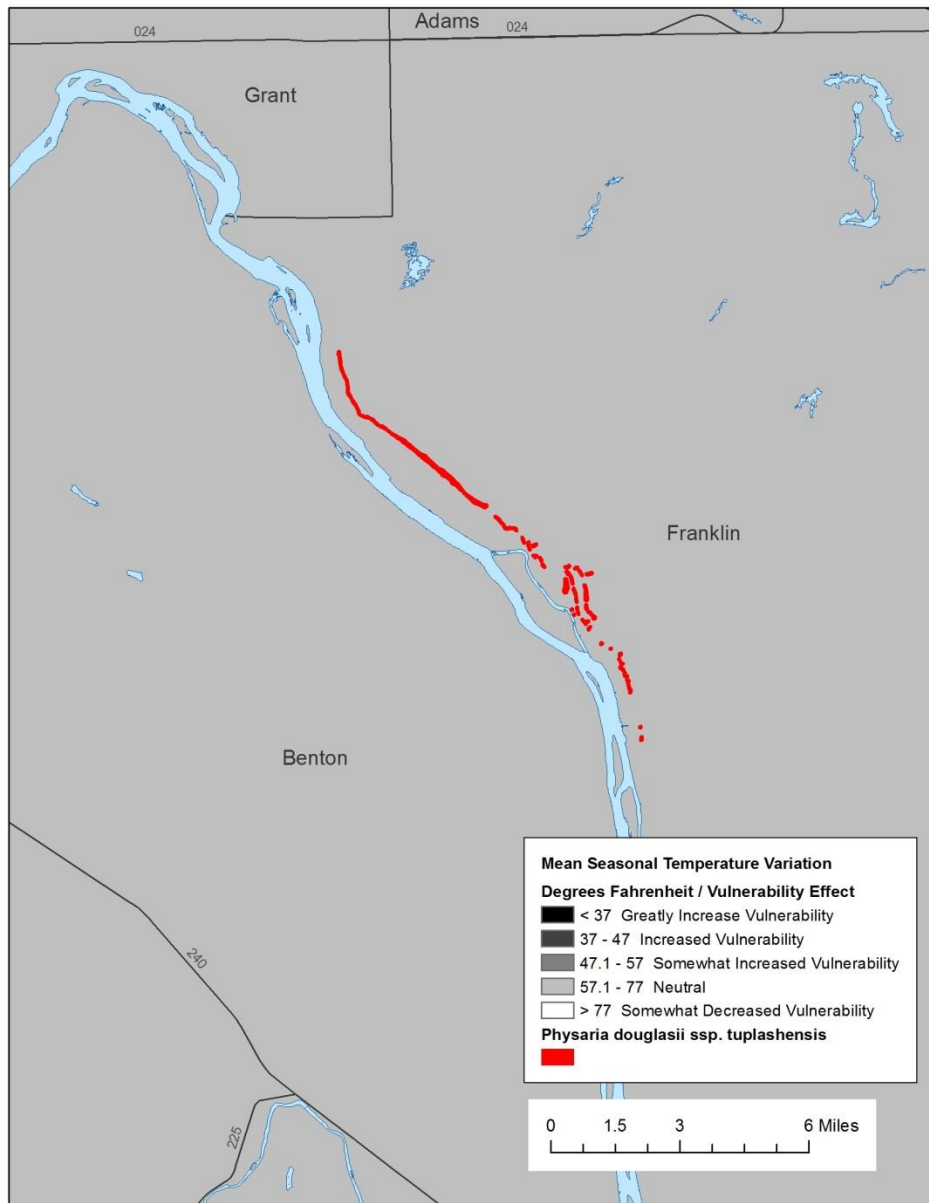 Adams
024
024
Grant
Franklin
Benton
240
225
Mean Seasonal Temperature Variation
Degrees Fahrenheit / Vulnerability Effect
< 37 Greatly Increase Vulnerability
37 - 47 Increased Vulnerability
47.1 - 57 Somewhat Increased Vulnerability
57.1 - 77 Neutral
> 77 Somewhat Decreased Vulnerability
Physaria douglasii ssp. tuplashensis
0 1.5 3 6 Miles